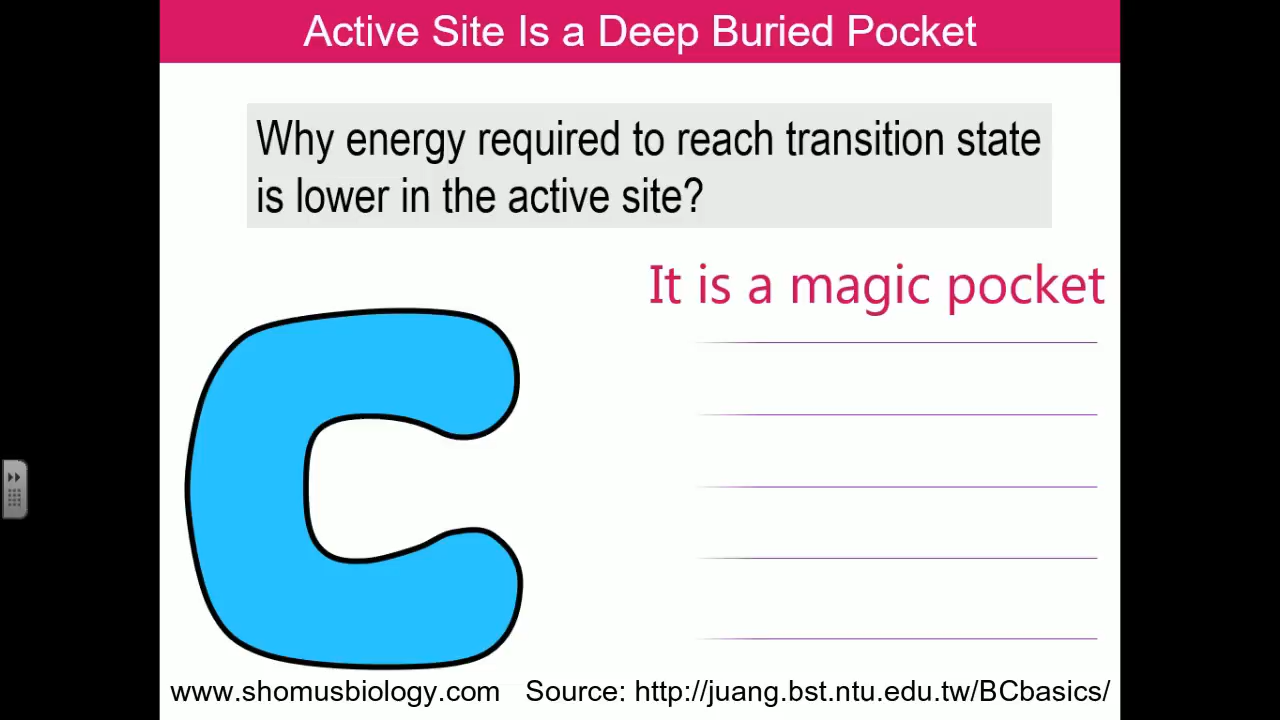 Active Site Is a Deep Buried Pocket
Why energy required to reach transition state
is lower in the active site?
It is a magic pocket
www.shomusbiology.com Source: http://juang.bst.ntu.edu.tw/BCbasics/